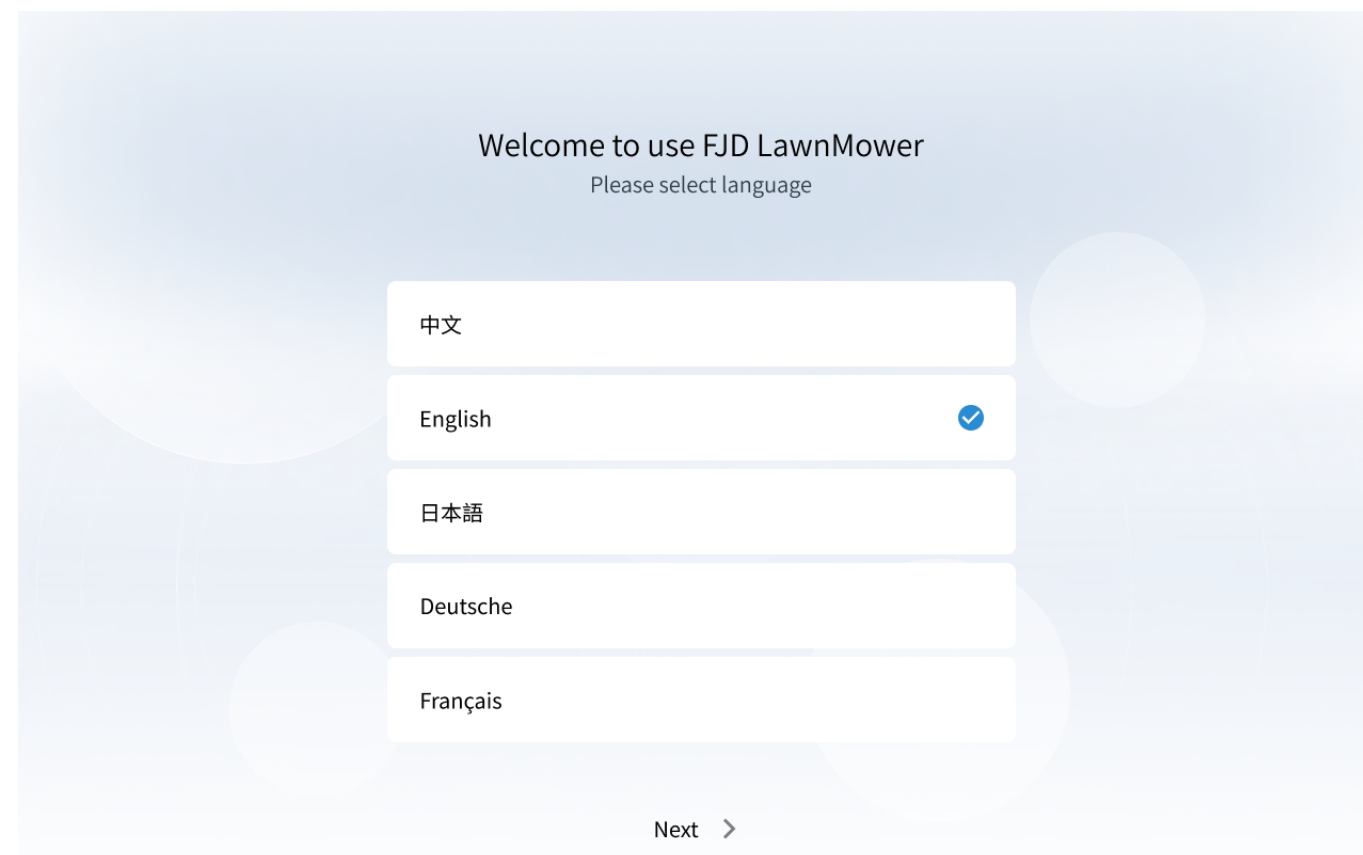 Welcome to use FJD LawnMower
Please select language
中文
English
日本語
Deutsche
Français
Next